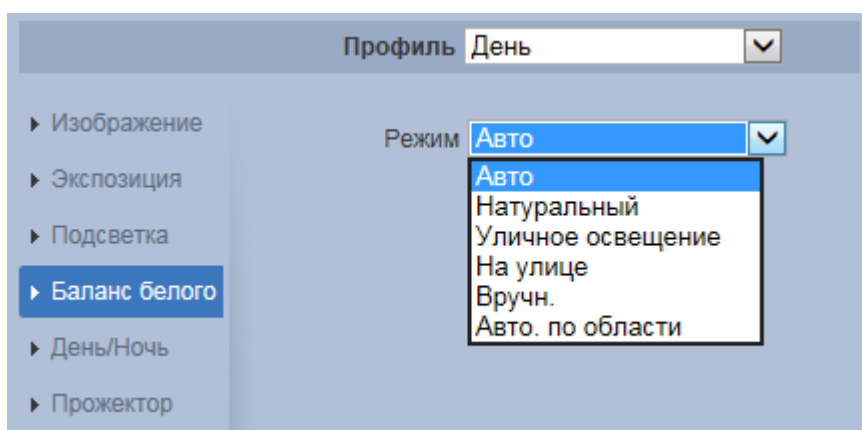 Профиль День
Изображение
Экспозиция
Подсветка
Баланс белого
День/Ночь
Прожектор
Режим Авто
Авто
Натуральный
Уличное освещение
На улице
Вручн.
Авто. по области